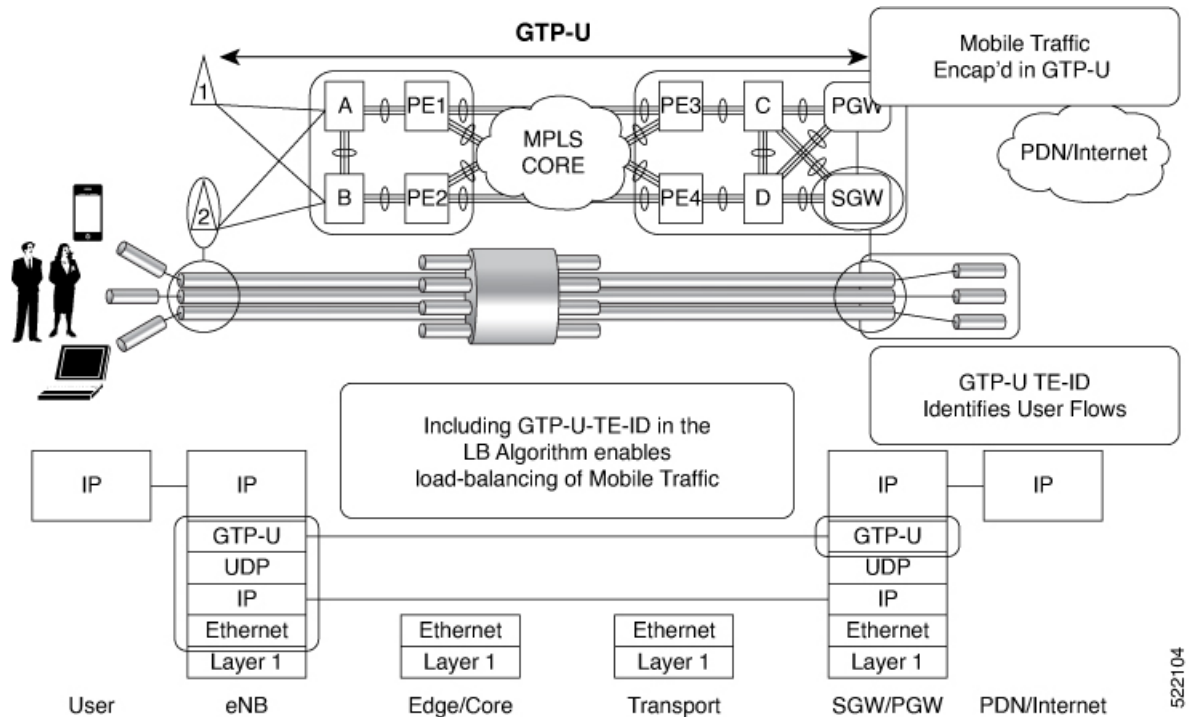 GTP-U
Mobile Traffic
Encap'd in GTP-U
1
A
PE1
MPLS
CORE
PE3
C
PGW
PDN/Internet
2
B
PE2
PE4
D
SGW
GTP-U TE-ID
Identifies User Flows
Including GTP-U-TE-ID in the
LB Algorithm enables
load-balancing of Mobile Traffic
IP
IP
IP
IP
GTP-U
GTP-U
UDP
UDP
IP
IP
Ethernet
Ethernet
Ethernet
Ethernet
Layer 1
Layer 1
Layer 1
Layer 1
User
eNB
Edge/Core
Transport
SGW/PGW
PDN/Internet
522104